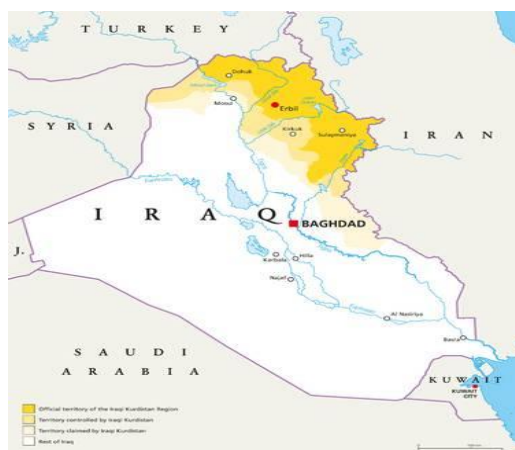 TURKEY
SYRIA
IRAN
Dohuk
Mosul
Erbil
Kirkuk
Sulaymaniya
IRAQ
BAGHDAD
J.
Karbala
Hilla
Najaf
Al Nasiriya
Basra
SAUDI
ARABIA
KUWAIT
KUWAIT
CITY
Official territory of the Iraqi Kurdistan Region
Territory controlled by Iraqi Kurdistan
Territory claimed by Iraqi Kurdistan
Rest of Iraq